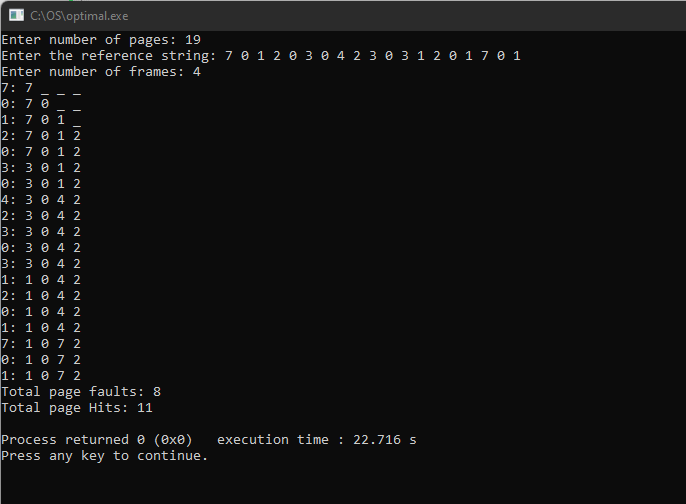 C:\OS\optimal.exe
Enter number of pages: 19
Enter the reference string: 7 0 1 2 0 3 0 4 2 3 0 3 1 2 0 1 7 0 1
Enter number of frames: 4
7: 7 _ _ _
0: 7 0 _ _
1: 7 0 1 _
2: 7 0 1 2
0: 7 0 1 2
3: 3 0 1 2
0: 3 0 1 2
4: 3 0 4 2
2: 3 0 4 2
3: 3 0 4 2
0: 3 0 4 2
3: 3 0 4 2
1: 1 0 4 2
2: 1 0 4 2
0: 1 0 4 2
1: 1 0 4 2
7: 1 0 7 2
0: 1 0 7 2
1: 1 0 7 2
Total page faults: 8
Total page Hits: 11
Process returned 0 (0x0)   execution time : 22.716 s
Press any key to continue.